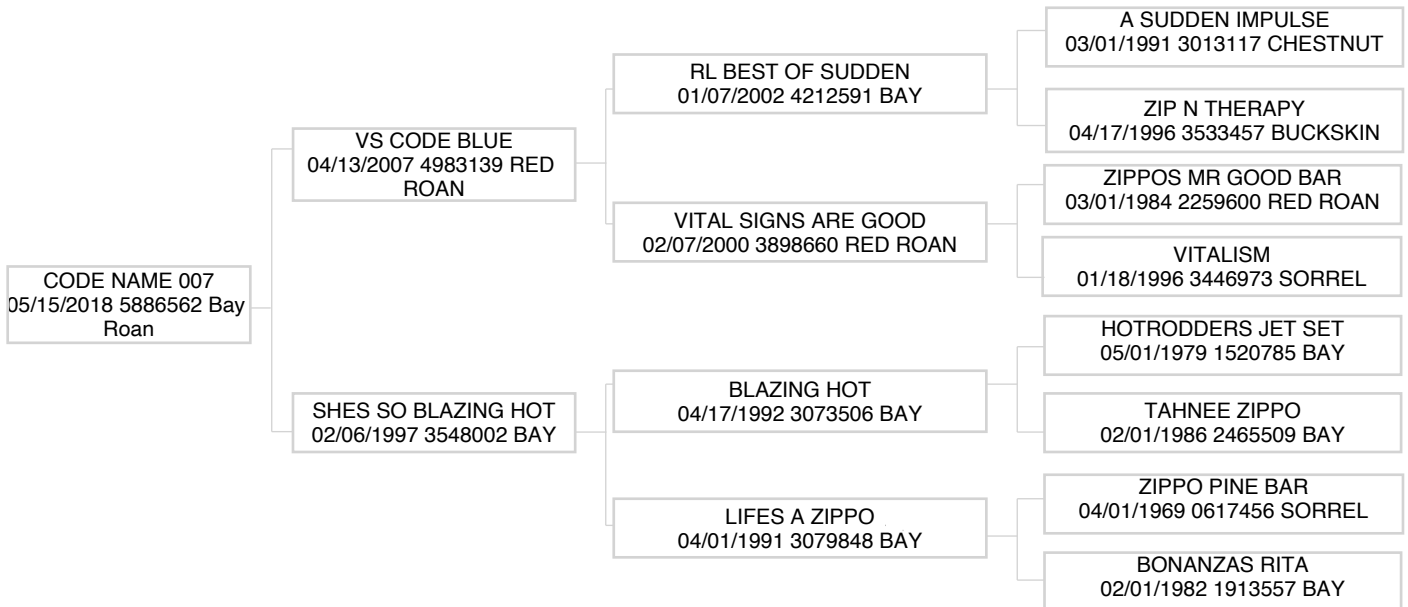 A SUDDEN IMPULSE
03/01/1991 3013117 CHESTNUT
RL BEST OF SUDDEN
01/07/2002 4212591 BAY
ZIP N THERAPY
04/17/1996 3533457 BUCKSKIN
VS CODE BLUE
04/13/2007 4983139 RED
ROAN
ZIPPOS MR GOOD BAR
03/01/1984 2259600 RED ROAN
VITAL SIGNS ARE GOOD
02/07/2000 3898660 RED ROAN
VITALISM
01/18/1996 3446973 SORREL
CODE NAME 007
05/15/2018 5886562 Bay
Roan
HOTRODDERS JET SET
05/01/1979 1520785 BAY
BLAZING HOT
04/17/1992 3073506 BAY
TAHNEE ZIPPO
02/01/1986 2465509 BAY
SHES SO BLAZING HOT
02/06/1997 3548002 BAY
ZIPPO PINE BAR
04/01/1969 0617456 SORREL
LIFES A ZIPPO
04/01/1991 3079848 BAY
BONANZAS RITA
02/01/1982 1913557 BAY